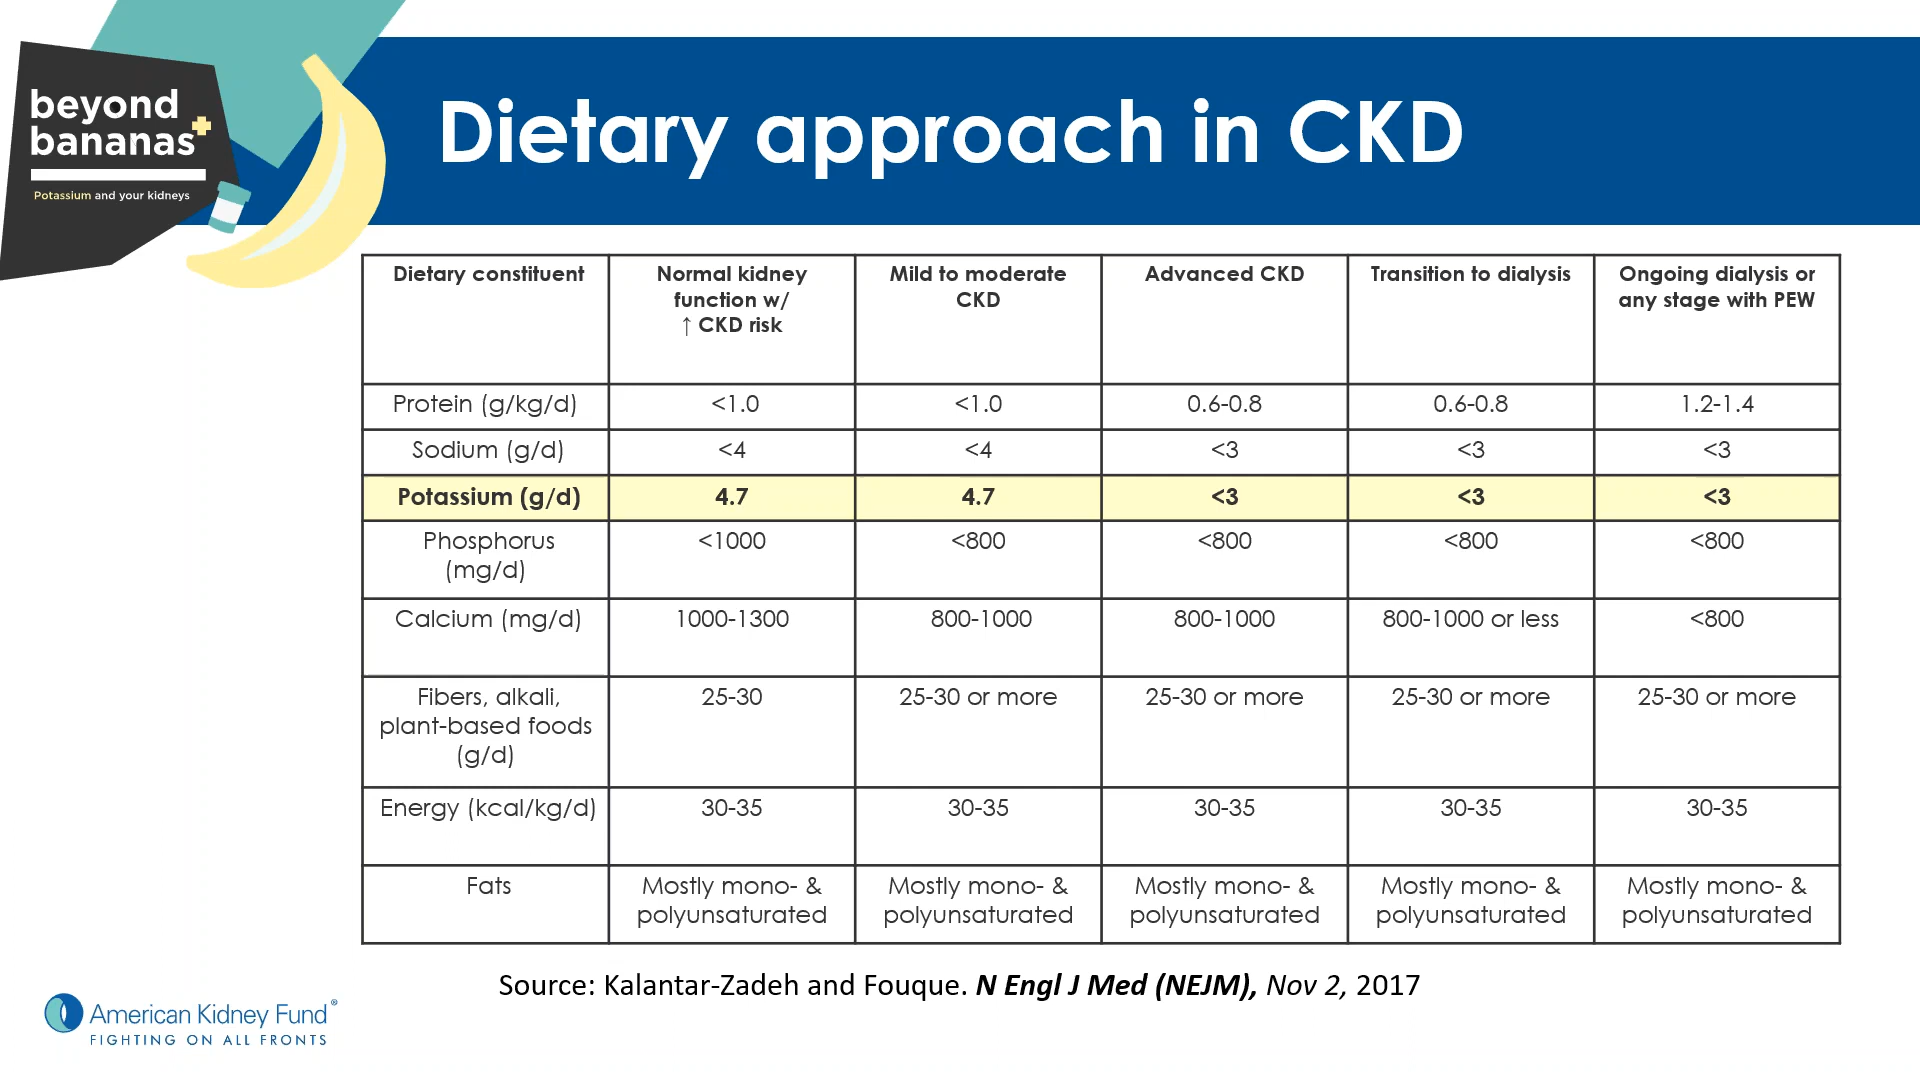 beyond
bananas
Potassium and your kidneys
Dietary approach in CKD
Dietary constituent
Normal kidney
function w/
↑ CKD risk
Mild to moderate
CKD
Advanced CKD
Transition to dialysis
Ongoing dialysis or
any stage with PEW
Protein (g/kg/d)
<1.0
<1.0
0.6-0.8
0.6-0.8
1.2-1.4
Sodium (g/d)
<4
<4
<3
<3
<3
Potassium (g/d)
4.7
4.7
<3
<3
<3
Phosphorus
(mg/d)
<1000
<800
<800
<800
<800
Calcium (mg/d)
1000-1300
800-1000
800-1000
800-1000 or less
<800
Fibers, alkali,
plant-based foods
(g/d)
25-30
25-30 or more
25-30 or more
25-30 or more
25-30 or more
Energy (kcal/kg/d)
30-35
30-35
30-35
30-35
30-35
Fats
Mostly mono- &
polyunsaturated
Mostly mono- &
polyunsaturated
Mostly mono- &
polyunsaturated
Mostly mono- &
polyunsaturated
Mostly mono- &
polyunsaturated
Source: Kalantar-Zadeh and Fouque. N Engl J Med (NEJM), Nov 2, 2017
American Kidney Fund®
FIGHTING ON ALL FRONTS